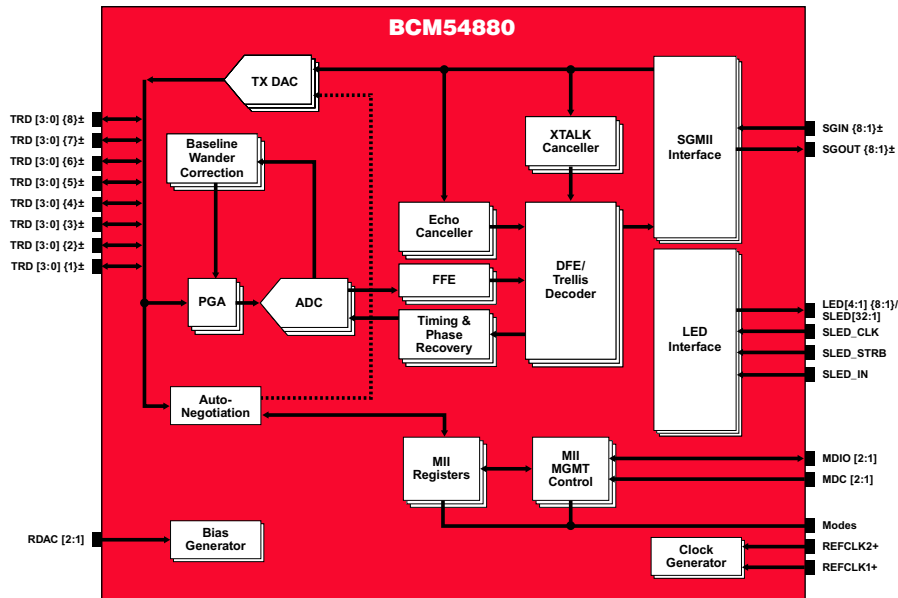 BCM54880
TX DAC
TRD [3:0] {8}±
TRD [3:0] {7}±
TRD [3:0] {6}±
TRD [3:0] {5}±
TRD [3:0] {4}±
TRD [3:0] {3}±
TRD [3:0] {2}±
TRD [3:0] {1}±
Baseline
Wander
Correction
XTALK
Canceller
SGMII
Interface
SGIN {8:1}±
SGOUT {8:1}±
Echo
Canceller
FFE
Timing &
Phase
Recovery
DFE/
Trellis
Decoder
PGA
ADC
LED
Interface
LED[4:1] {8:1}/
SLED[32:1]
SLED_CLK
SLED_STRB
SLED_IN
Auto-
Negotiation
MII
Registers
MII
MGMT
Control
MDIO [2:1]
MDC [2:1]
Modes
RDAC [2:1]
Bias
Generator
Clock
Generator
REFCLK2+
REFCLK1+